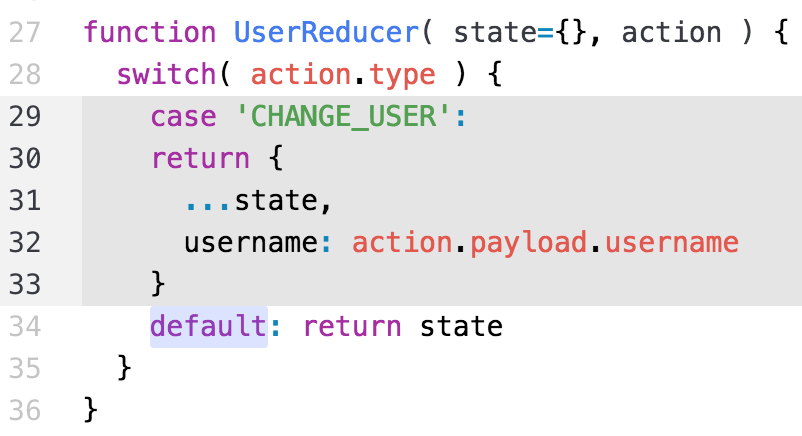 27 function UserReducer( state={}, action ) {
28 switch( action.type ) {
29 case 'CHANGE_USER':
30 return {
31 ...state,
32 username: action.payload.username
33 }
34 default: return state
35 }
36 }